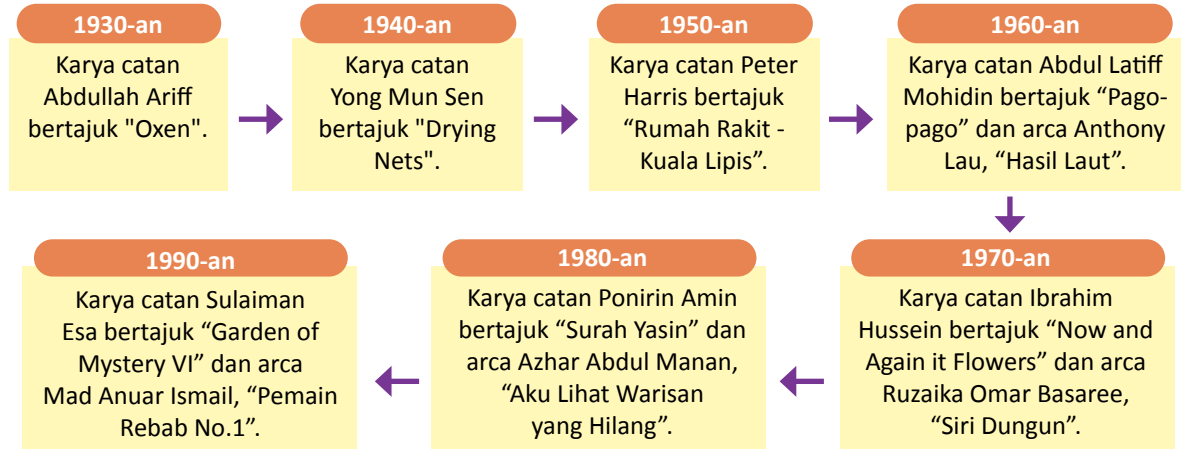 1930-an
Karya catan
Abdullah Ariff
bertajuk "Oxen".
1940-an
Karya catan
Yong Mun Sen
bertajuk "Drying
Nets".
1950-an
Karya catan Peter
Harris bertajuk
“Rumah Rakit -
Kuala Lipis”.
1960-an
Karya catan Abdul Latiff
Mohidin bertajuk “Pago-
pago” dan arca Anthony
Lau, “Hasil Laut”.
1970-an
Karya catan Ibrahim
Hussein bertajuk “Now and
Again it Flowers” dan arca
Ruzaika Omar Basaree,
“Siri Dungun”.
1980-an
Karya catan Ponirin Amin
bertajuk “Surah Yasin” dan
arca Azhar Abdul Manan,
“Aku Lihat Warisan
yang Hilang”.
1990-an
Karya catan Sulaiman
Esa bertajuk “Garden of
Mystery VI” dan arca
Mad Anuar Ismail, “Pemain
Rebab No.1”.